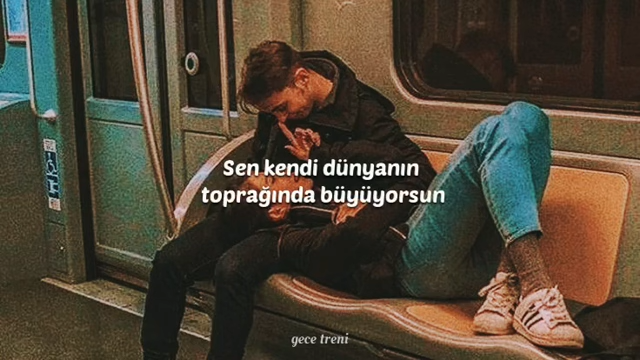 Sen kendi dünyanın
toprağında büyüyorsun
gece treni